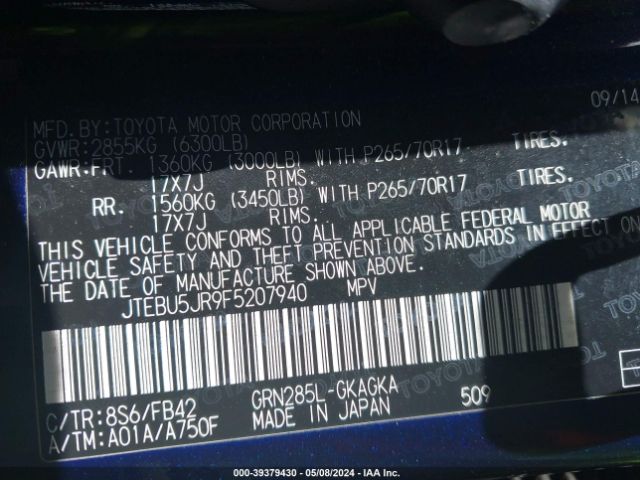 09/14
MFD. BY:TOYOTA MOTOR CORPORATION
GVWR:2855KG (6300LB)
GAWR:FRT. 1360KG (3000LB) WITH P265/70R17 TIRES.
17X7J RIMS.
RR. 1560KG (3450LB) WITH P265/70R17 TIRES.
17X7J RIMS.
THIS VEHICLE CONFORMS TO ALL APPLICABLE FEDERAL MOTOR
VEHICLE SAFETY AND THEFT PREVENTION STANDARDS IN EFFECT ON
THE DATE OF MANUFACTURE SHOWN ABOVE.
JTEBU5JR9F5207940 MPV
C/TR:8S6/FB42 GRN285L-GKAGKA
A/TM:A01A/A750F MADE IN JAPAN 509
000-39379430 - 05/08/2024 - IAA Inc.